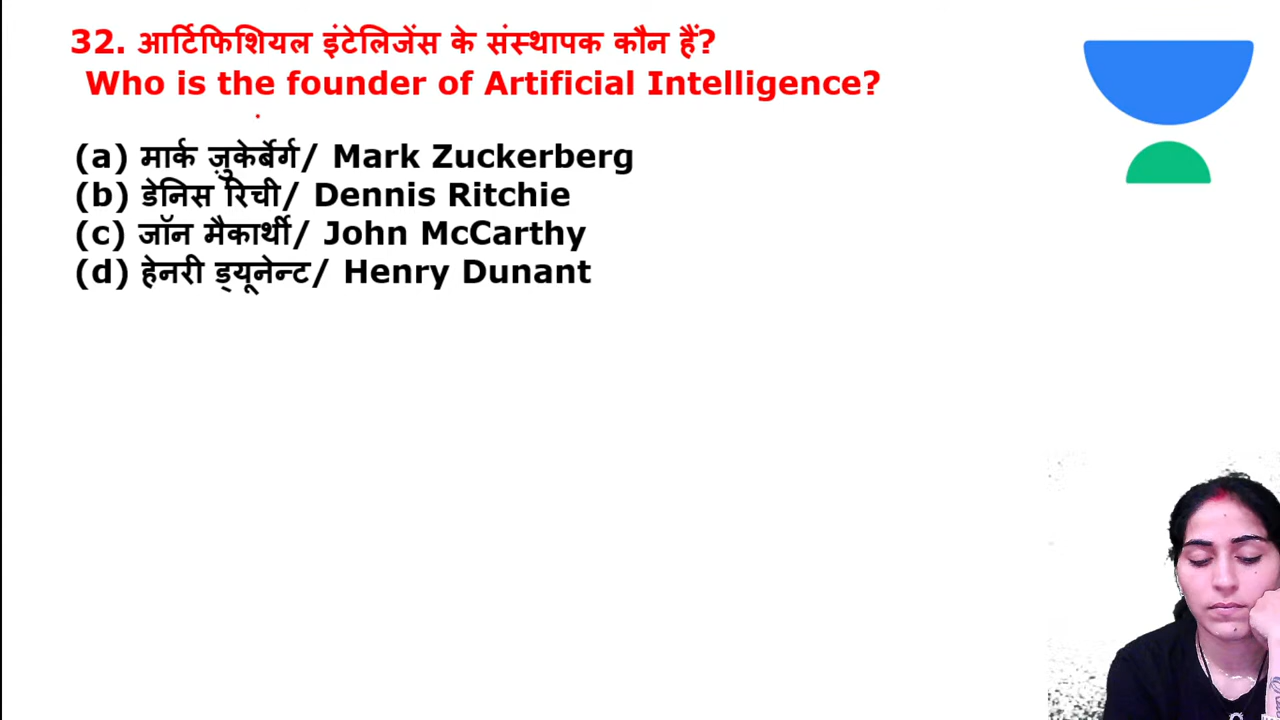 32. आर्टिफिशियल इंटेलिजेंस के संस्थापक कौन हैं?
Who is the founder of Artificial Intelligence?
(a) मार्क ज़ुकेर्बेर्ग/ Mark Zuckerberg
(b) डेनिस रिची/ Dennis Ritchie
(c) जॉन मैकार्थी/ John McCarthy
(d) हेनरी ड्यूनेन्ट/ Henry Dunant